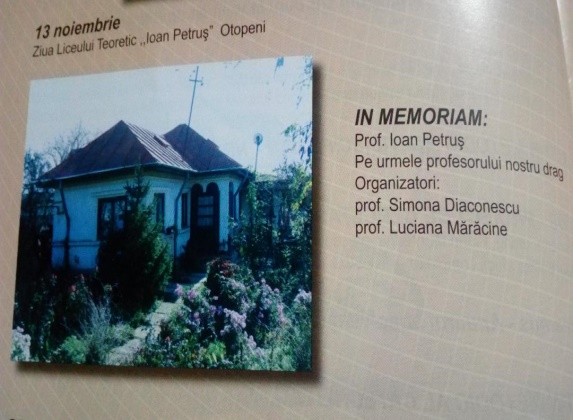 13 noiembrie
Ziua Liceului Teoretic ,,Ioan Petruş" Otopeni
IN MEMORIAM:
Prof. Ioan Petruş
Pe urmele profesorului nostru drag
Organizatori:
prof. Simona Diaconescu
prof. Luciana Mărăcine